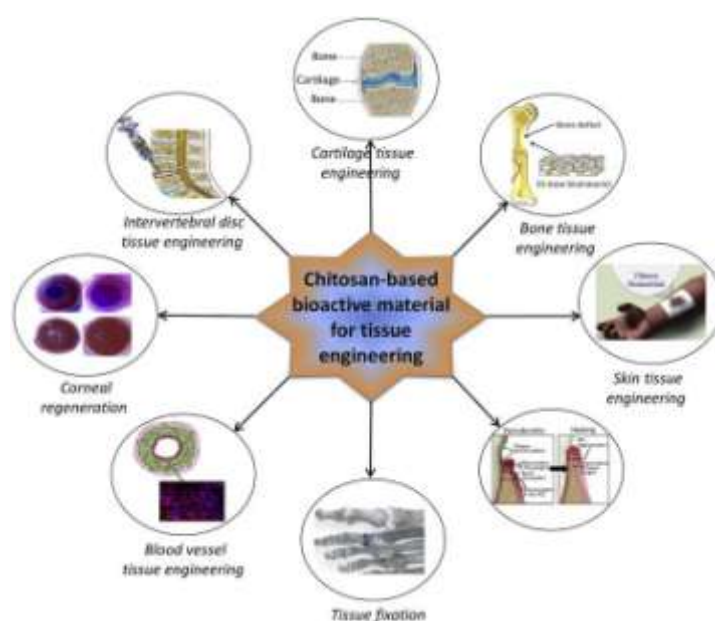 Bone
Cartilage
Bone
Cartilage tissue
engineering
Intervertebral disc
tissue engineering
Bone tissue
engineering
Chitosan-based
bioactive material
for tissue
engineering
Corneal
regeneration
Skin tissue
engineering
Blood vessel
tissue engineering
Tissue fixation